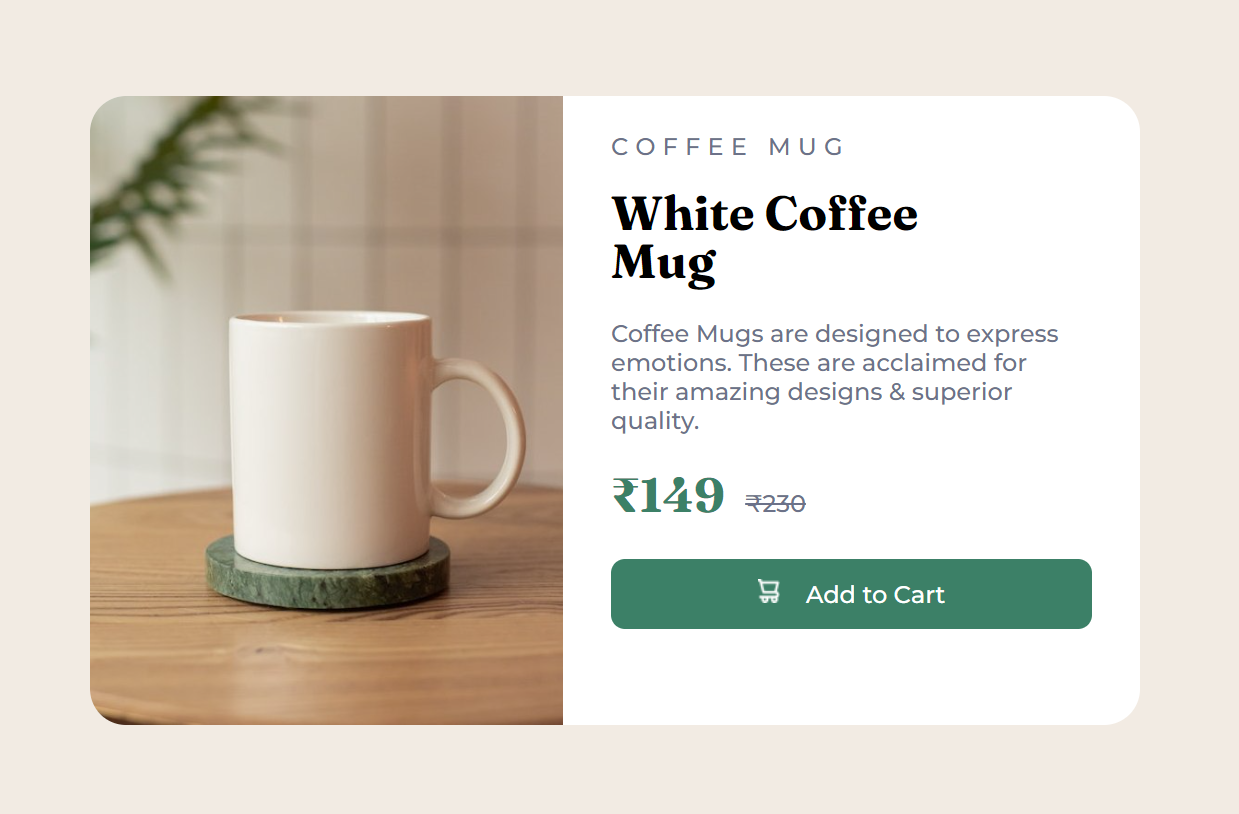 COFFEE MUG
White Coffee
Mug
Coffee Mugs are designed to express
emotions. These are acclaimed for
their amazing designs & superior
quality.
₹149 ₹230
Add to Cart